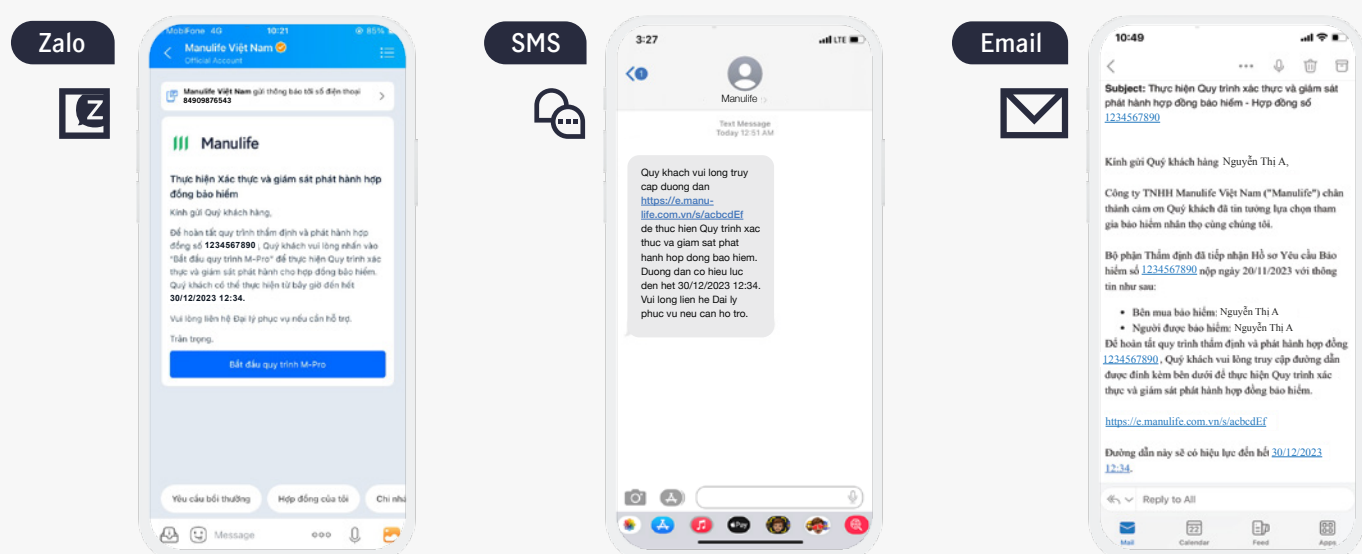 Zalo
MobiFone 4G 10:21 @ 85%
Manulife Việt Nam
Official Account
Manulife Việt Nam gửi thông báo tới số điện thoại
84909876543
Manulife
Thực hiện Xác thực và giám sát phát hành hợp
đồng bảo hiểm
Kính gửi Quý khách hàng,
Để hoàn tất quy trình thẩm định và phát hành hợp
đồng số 1234567890 , Quý khách vui lòng nhấn vào
"Bắt đầu quy trình M-Pro" để thực hiện Quy trình xác
thực và giám sát phát hành cho hợp đồng bảo hiểm.
Quý khách có thể thực hiện từ bây giờ đến hết
30/12/2023 12:34.
Vui lòng liên hệ Đại lý phục vụ nếu cần hỗ trợ.
Trân trọng,
Bắt đầu quy trình M-Pro
Yêu cầu bồi thường Hợp đồng của tôi Chi nhá
Message
SMS
3:27 LTE
1
Manulife
Text Message
Today 12:51 AM
Quy khach vui long truy
cap duong dan
https://e.manu-
life.com.vn/s/acbcdEf
de thuc hien Quy trinh xac
thuc va giam sat phat
hanh hop dong bao hiem.
Duong dan co hieu luc
den het 30/12/2023 12:34.
Vui long lien he Dai ly
phuc vu neu can ho tro.
Pay
Email
10:49
Subject: Thực hiện Quy trình xác thực và giám sát
phát hành hợp đồng bảo hiểm - Hợp đồng số
1234567890
Kính gửi Quý khách hàng Nguyễn Thị A,
Công ty TNHH Manulife Việt Nam ("Manulife") chân
thành cảm ơn Quý khách đã tin tưởng lựa chọn tham
gia bảo hiểm nhân thọ cùng chúng tôi.
Bộ phận Thẩm định đã tiếp nhận Hồ sơ Yêu cầu Bảo
hiểm số 1234567890 nộp ngày 20/11/2023 với thông
tin như sau:
• Bên mua bảo hiểm: Nguyễn Thị A
• Người được bảo hiểm: Nguyễn Thị A
Để hoàn tất quy trình thẩm định và phát hành hợp đồng
1234567890 , Quý khách vui lòng truy cập đường dẫn
được đính kèm bên dưới để thực hiện Quy trình xác
thực và giám sát phát hành hợp đồng bảo hiểm.
https://e.manulife.com.vn/s/acbcdEf
Đường dẫn này sẽ có hiệu lực đến hết 30/12/2023
12:34.
Reply to All
22
Mail Calendar Feed Apps